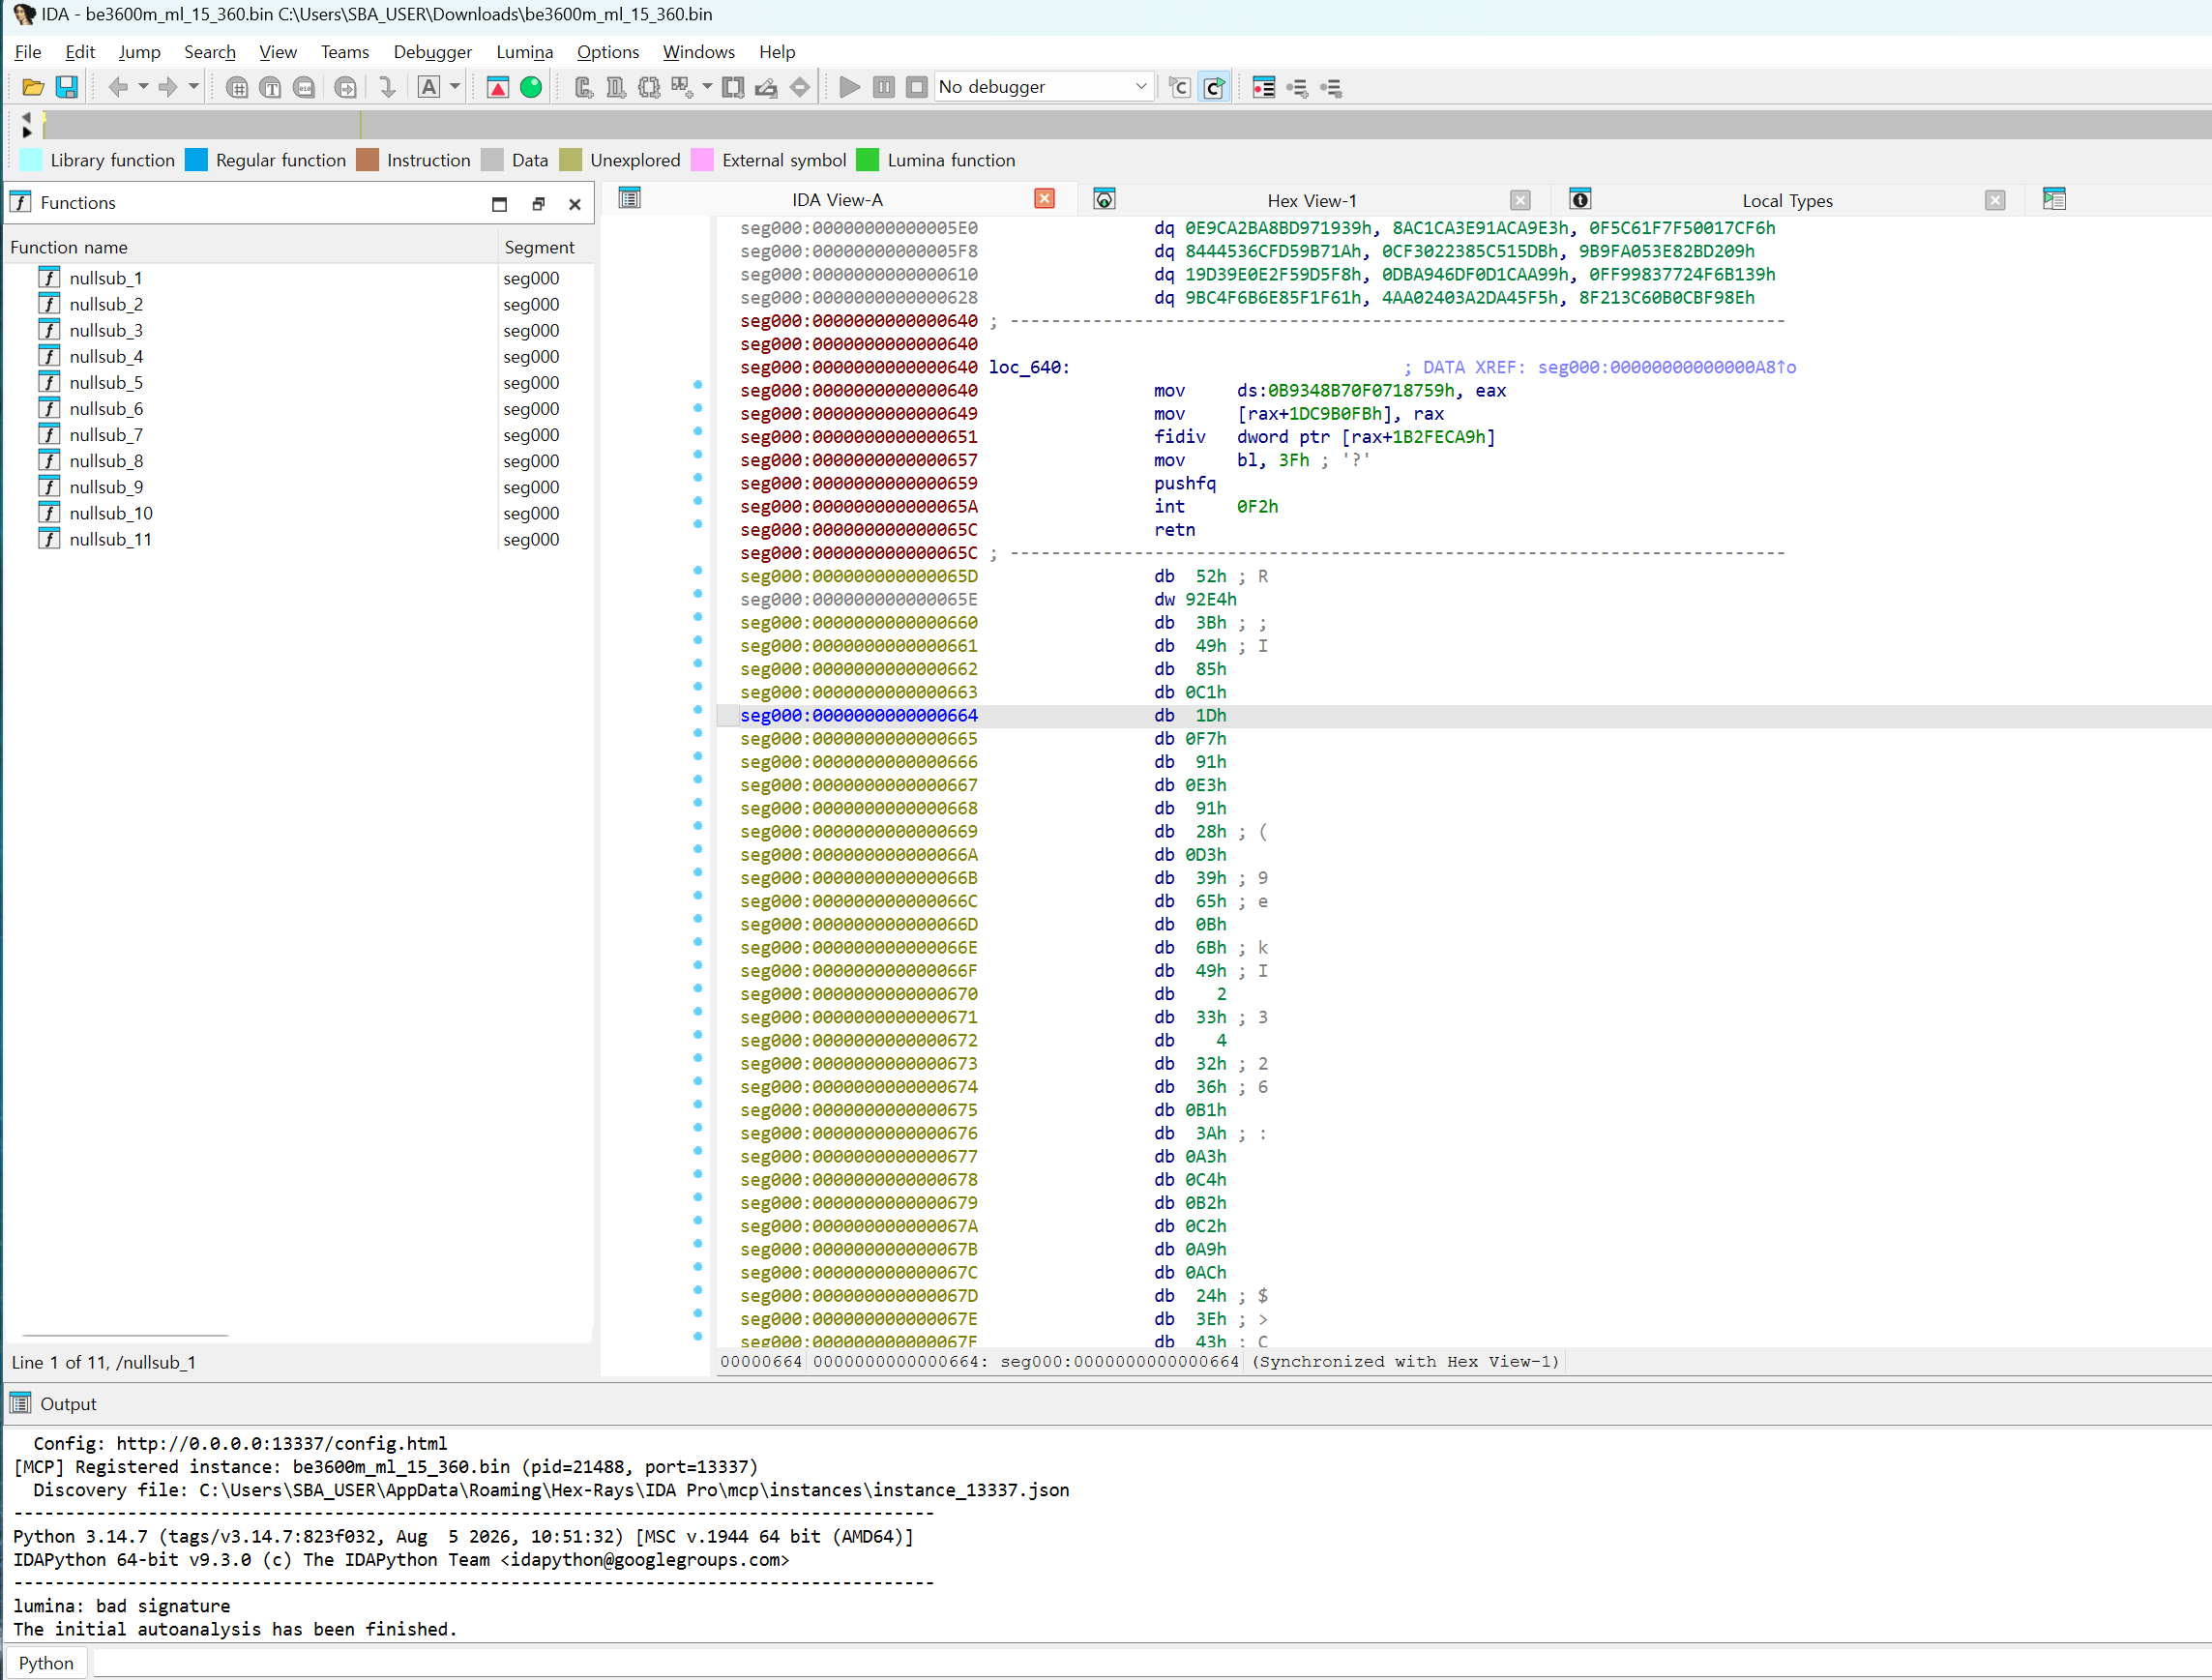 IDA - be3600m_ml_15_360.bin C:\Users\SBA_USER\Downloads\be3600m_ml_15_360.bin
File Edit Jump Search View Teams Debugger Lumina Options Windows Help
No debugger
Library function Regular function Instruction Data Unexplored External symbol Lumina function
Functions
Function name Segment
nullsub_1 seg000
nullsub_2 seg000
nullsub_3 seg000
nullsub_4 seg000
nullsub_5 seg000
nullsub_6 seg000
nullsub_7 seg000
nullsub_8 seg000
nullsub_9 seg000
nullsub_10 seg000
nullsub_11 seg000
Line 1 of 11, /nullsub_1
IDA View-A Hex View-1 Local Types
seg000:00000000000005E0 dq 0E9CA2BA8BD971939h, 8AC1CA3E91ACA9E3h, 0F5C61F7F50017CF6h
seg000:00000000000005F8 dq 8444536CFD59B71Ah, 0CF3022385C515DBh, 9B9FA053E82BD209h
seg000:0000000000000610 dq 19D39E0E2F59D5F8h, 0DBA946DF0D1CAA99h, 0FF99837724F6B139h
seg000:0000000000000628 dq 9BC4F6B6E85F1F61h, 4AA02403A2DA45F5h, 8F213C60B0CBF98Eh
seg000:0000000000000640 ; ---------------------------------------------------------------------------
seg000:0000000000000640
seg000:0000000000000640 loc_640: ; DATA XREF: seg000:00000000000000A8↑o
seg000:0000000000000640 mov ds:0B9348B70F0718759h, eax
seg000:0000000000000649 mov [rax+1DC9B0FBh], rax
seg000:0000000000000651 fidiv dword ptr [rax+1B2FECA9h]
seg000:0000000000000657 mov bl, 3Fh ; '?'
seg000:0000000000000659 pushfq
seg000:000000000000065A int 0F2h
seg000:000000000000065C retn
seg000:000000000000065C ; ---------------------------------------------------------------------------
seg000:000000000000065D db 52h ; R
seg000:000000000000065E dw 92E4h
seg000:0000000000000660 db 3Bh ; ;
seg000:0000000000000661 db 49h ; I
seg000:0000000000000662 db 85h
seg000:0000000000000663 db 0C1h
seg000:0000000000000664 db 1Dh
seg000:0000000000000665 db 0F7h
seg000:0000000000000666 db 91h
seg000:0000000000000667 db 0E3h
seg000:0000000000000668 db 91h
seg000:0000000000000669 db 28h ; (
seg000:000000000000066A db 0D3h
seg000:000000000000066B db 39h ; 9
seg000:000000000000066C db 65h ; e
seg000:000000000000066D db 0Bh
seg000:000000000000066E db 6Bh ; k
seg000:000000000000066F db 49h ; I
seg000:0000000000000670 db 2
seg000:0000000000000671 db 33h ; 3
seg000:0000000000000672 db 4
seg000:0000000000000673 db 32h ; 2
seg000:0000000000000674 db 36h ; 6
seg000:0000000000000675 db 0B1h
seg000:0000000000000676 db 3Ah ; :
seg000:0000000000000677 db 0A3h
seg000:0000000000000678 db 0C4h
seg000:0000000000000679 db 0B2h
seg000:000000000000067A db 0C2h
seg000:000000000000067B db 0A9h
seg000:000000000000067C db 0ACh
seg000:000000000000067D db 24h ; $
seg000:000000000000067E db 3Eh ; >
seg000:000000000000067F db 43h ; C
00000664 0000000000000664: seg000:0000000000000664 (Synchronized with Hex View-1)
Output
Config: http://0.0.0.0:13337/config.html
[MCP] Registered instance: be3600m_ml_15_360.bin (pid=21488, port=13337)
Discovery file: C:\Users\SBA_USER\AppData\Roaming\Hex-Rays\IDA Pro\mcp\instances\instance_13337.json
-----------------------------------------------------------------------------------------
Python 3.14.7 (tags/v3.14.7:823f032, Aug  5 2026, 10:51:32) [MSC v.1944 64 bit (AMD64)]
IDAPython 64-bit v9.3.0 (c) The IDAPython Team <idapython@googlegroups.com>
-----------------------------------------------------------------------------------------
lumina: bad signature
The initial autoanalysis has been finished.
Python